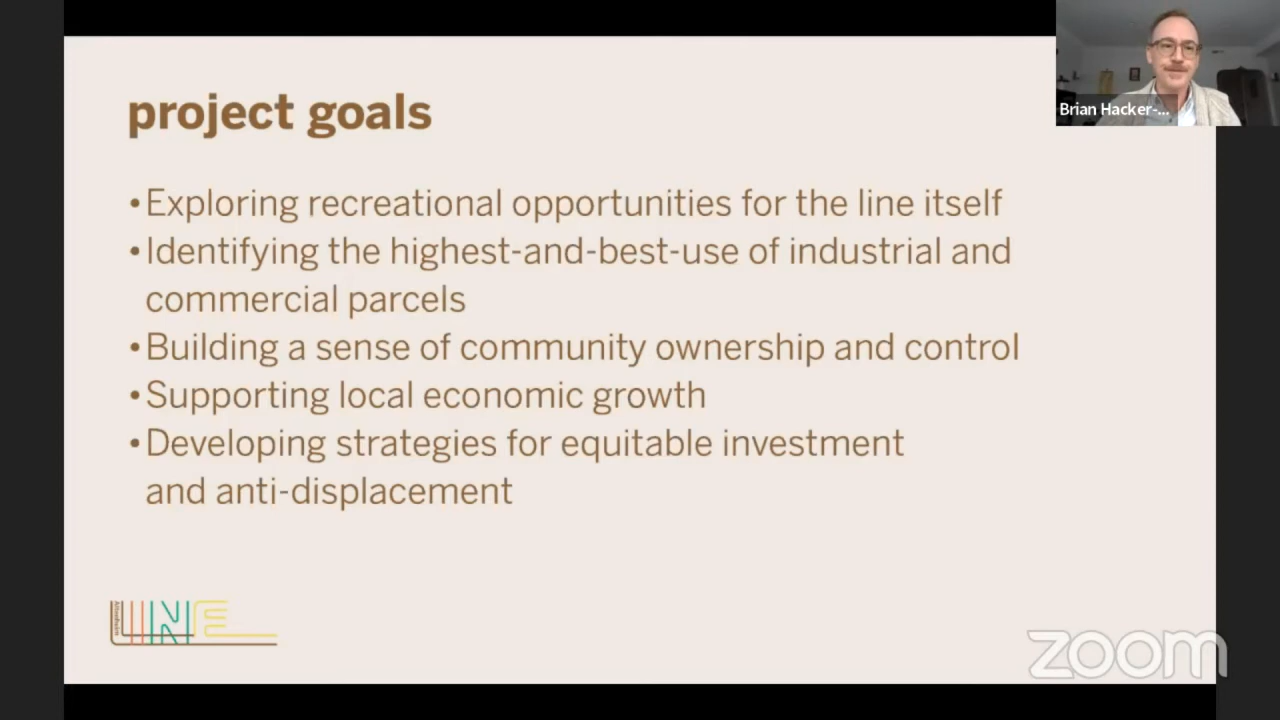 project goals
•Exploring recreational opportunities for the line itself
•Identifying the highest-and-best-use of industrial and
commercial parcels
•Building a sense of community ownership and control
•Supporting local economic growth
•Developing strategies for equitable investment
and anti-displacement
Brian Hacker-...
LINE
zoom